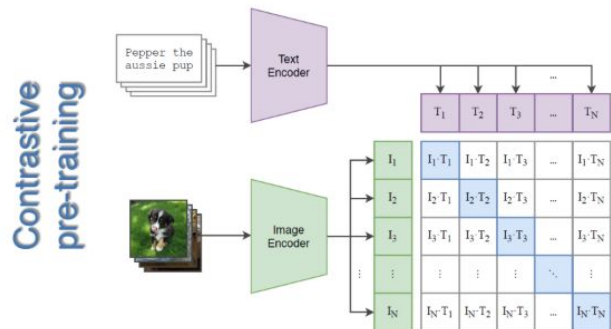 Contrastive
pre-training
Pepper the
aussie pup
Text
Encoder
...
T1 T2 T3 ... TN
Image
Encoder
I1 I1·T1 I1·T2 I1·T3 ... I1·TN
I2 I2·T1 I2·T2 I2·T3 ... I2·TN
I3 I3·T1 I3·T2 I3·T3 ... I3·TN
⋮ ⋮ ⋮ ⋮ ⋮ ⋱ ⋮
IN IN·T1 IN·T2 IN·T3 ... IN·TN